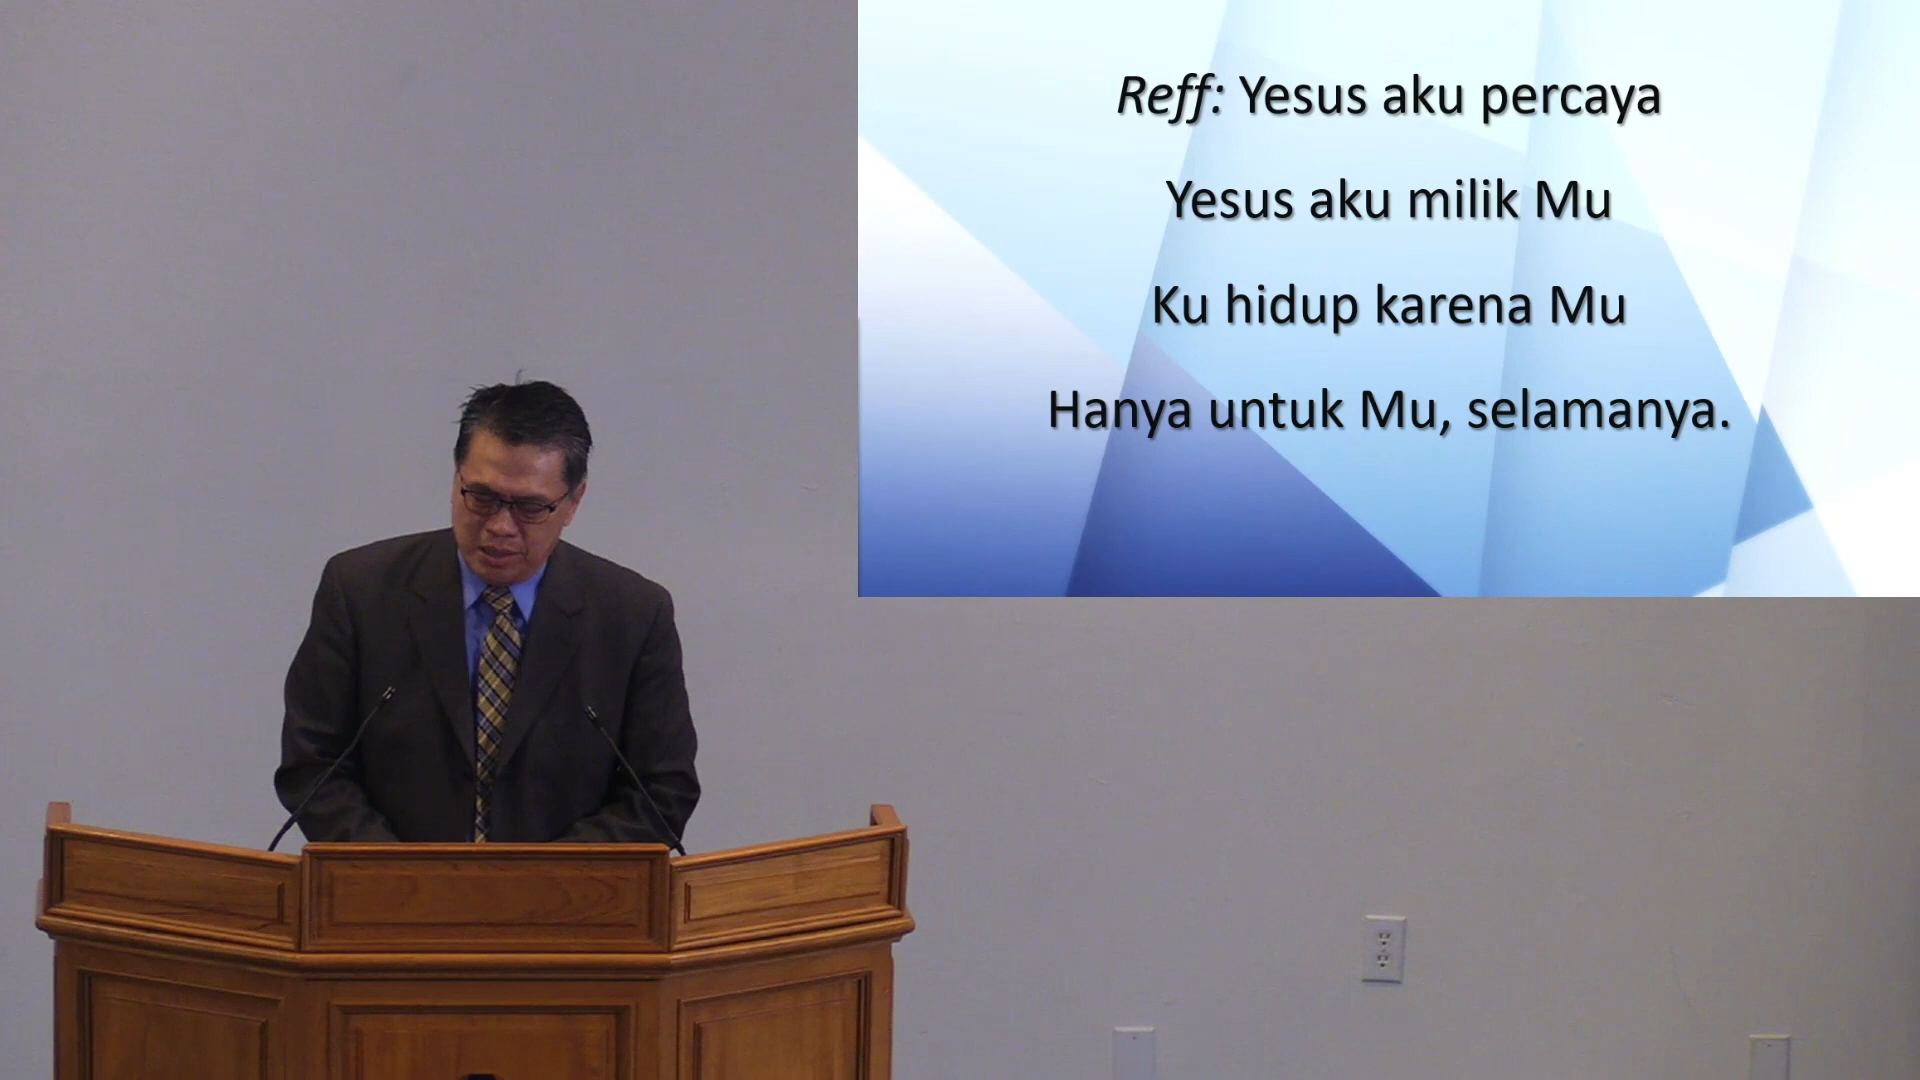 Reff: Yesus aku percaya
Yesus aku milik Mu
Ku hidup karena Mu
Hanya untuk Mu, selamanya.